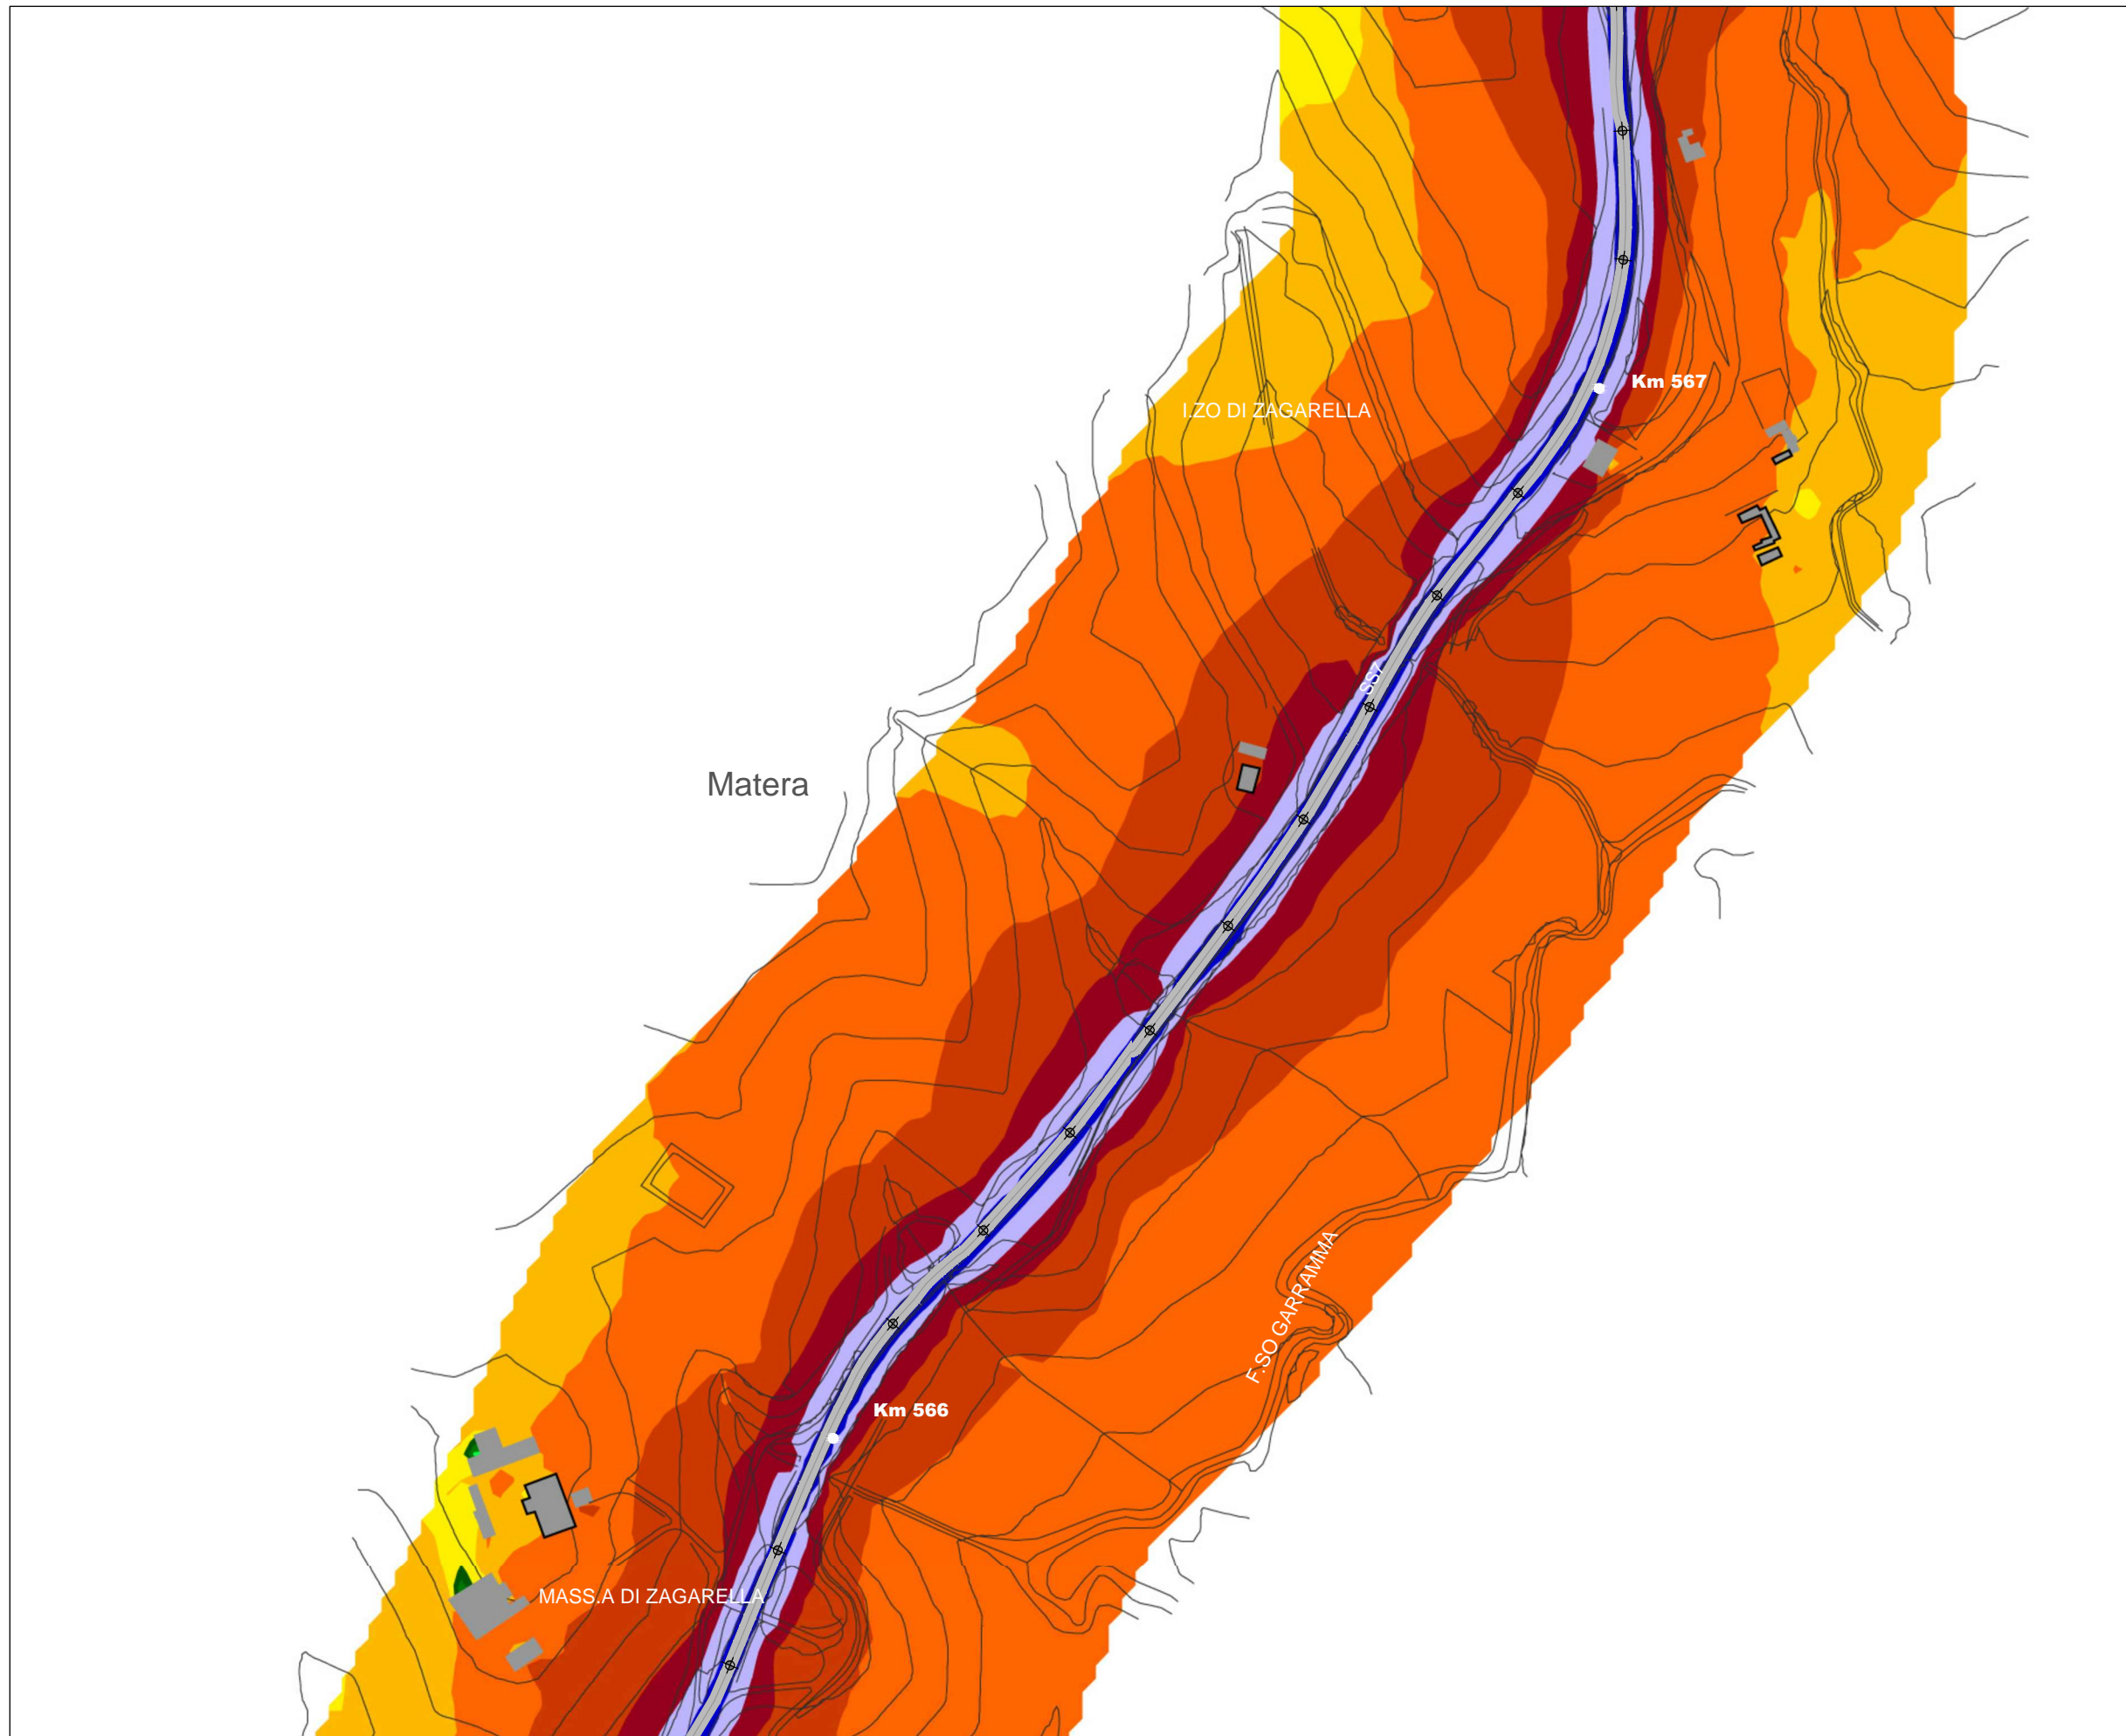 Km 567
I.ZO DI ZAGARELLA
SS7
Matera
F.SO GARRAMMA
Km 566
MASS.A DI ZAGARELLA